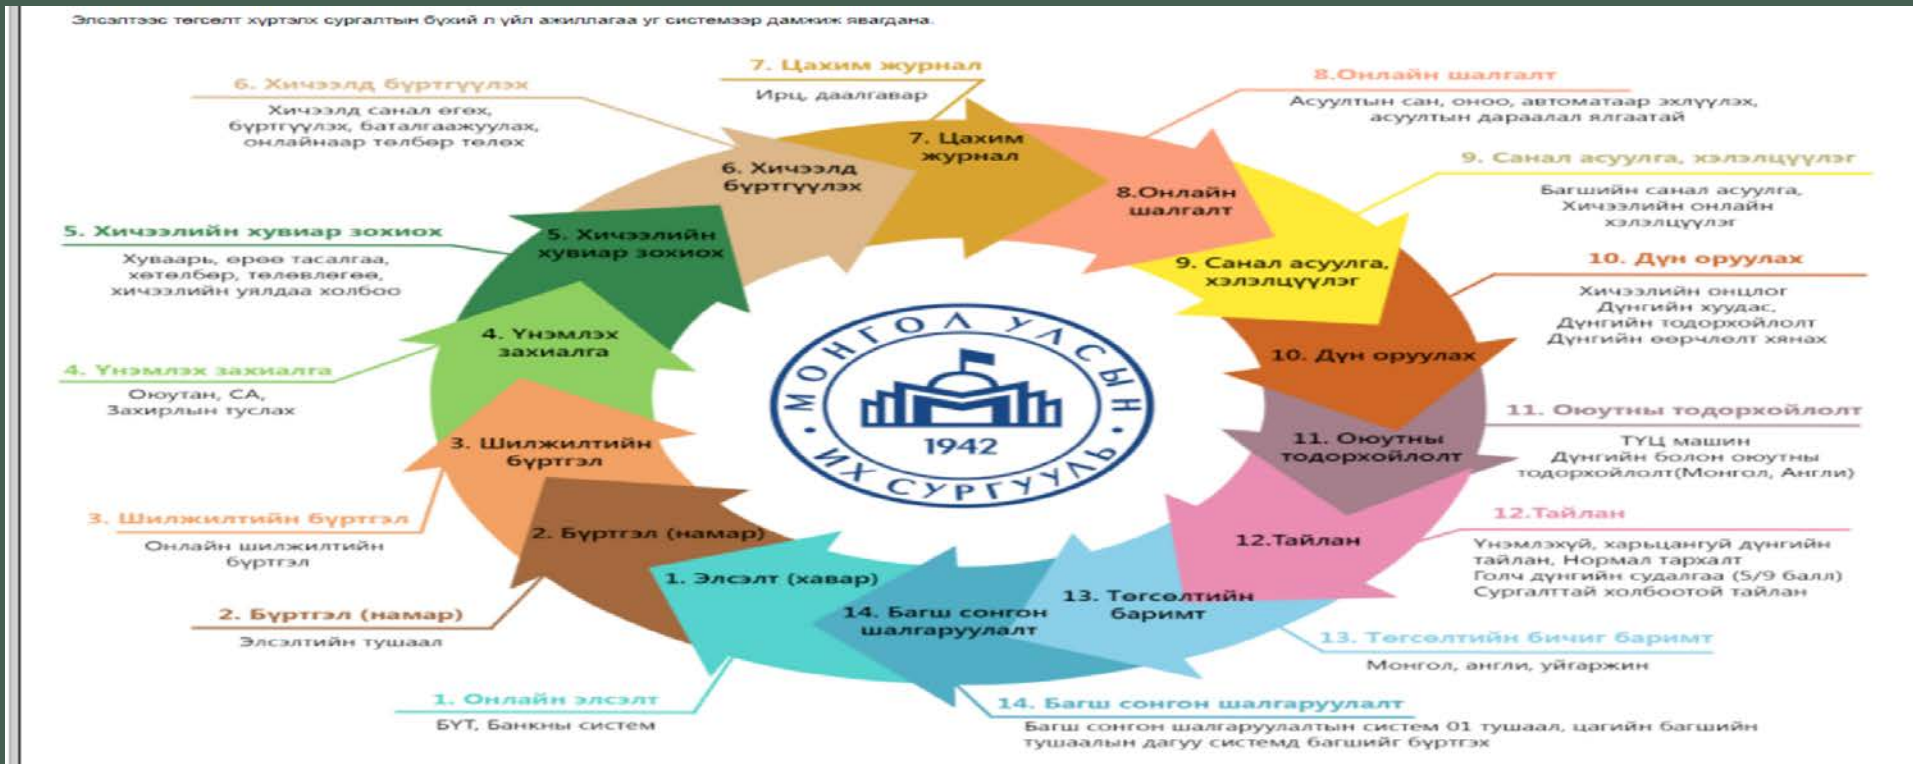 Элсэлтээс төгсөлт хүртэлх сургалтын бүхий л үйл ажиллагаа уг системээр дамжиж явагдана.
6. Хичээлд бүртгүүлэх
Хичээлд санал өгөх,
бүртгүүлэх, баталгаажуулах,
онлайнаар төлбөр төлөх
7. Цахим журнал
Ирц, даалгавар
8.Онлайн шалгалт
Асуултын сан, оноо, автоматаар эхлүүлэх,
асуултын дараалал ялгаатай
9. Санал асуулга, хэлэлцүүлэг
Багшийн санал асуулга,
Хичээлийн онлайн
хэлэлцүүлэг
10. Дүн оруулах
Хичээлийн онцлог
Дүнгийн хуудас,
Дүнгийн тодорхойлолт
Дүнгийн өөрчлөлт хянах
11. Оюутны тодорхойлолт
ТҮЦ машин
Дүнгийн болон оюутны
тодорхойлолт(Монгол, Англи)
12.Тайлан
Үнэмлэхүй, харьцангуй дүнгийн
тайлан, Нормал тархалт
Голч дүнгийн судалгаа (5/9 балл)
Сургалттай холбоотой тайлан
13. Төгсөлтийн бичиг баримт
Монгол, англи, уйгаржин
14. Багш сонгон шалгаруулалт
Багш сонгон шалгаруулалтын систем 01 тушаал, цагийн багшийн
тушаалын дагуу системд багшийг бүртгэх
1. Онлайн элсэлт
БҮТ, Банкны систем
2. Бүртгэл (намар)
Элсэлтийн тушаал
3. Шилжилтийн бүртгэл
Онлайн шилжилтийн
бүртгэл
4. Үнэмлэх захиалга
Оюутан, СА,
Захирлын туслах
5. Хичээлийн хувиар зохиох
Хуваарь, өрөө тасалгаа,
хөтөлбөр, төлөвлөгөө,
хичээлийн уялдаа холбоо
7. Цахим
журнал
6. Хичээлд
бүртгүүлэх
8.Онлайн
шалгалт
5. Хичээлийн
хувиар зохиох
9. Санал асуулга,
хэлэлцүүлэг
4. Үнэмлэх
захиалга
10. Дүн оруулах
3. Шилжилтийн
бүртгэл
11. Оюутны
тодорхойлолт
2. Бүртгэл (намар)
12.Тайлан
1. Элсэлт (хавар)
13. Төгсөлтийн
баримт
14. Багш сонгон
шалгаруулалт
МОНГОЛ УЛСЫН
1942
ИХ СУРГУУЛЬ